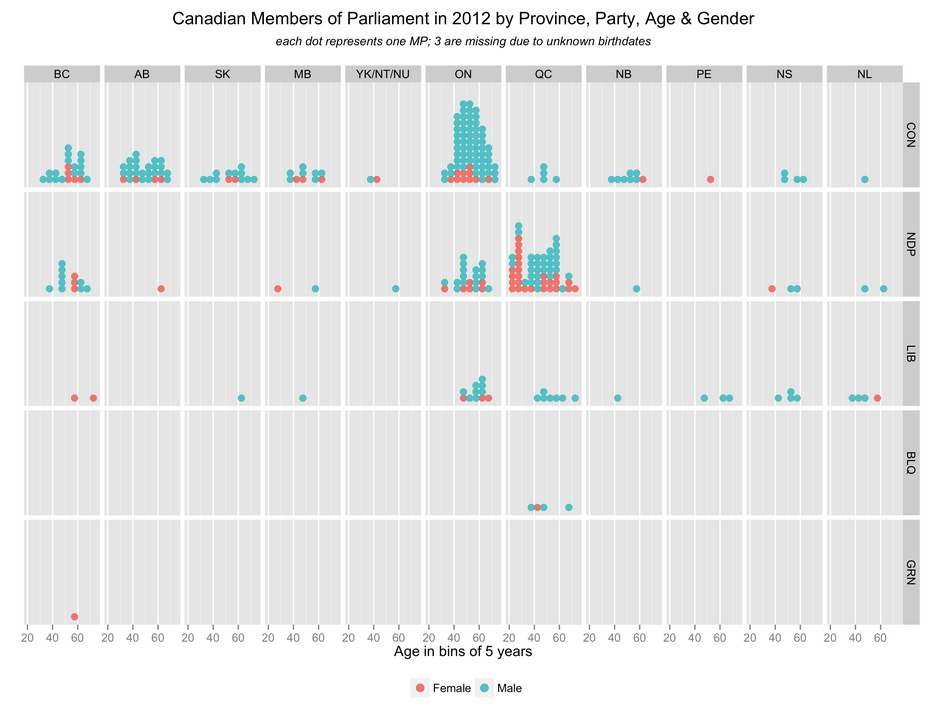 Canadian Members of Parliament in 2012 by Province, Party, Age & Gender
each dot represents one MP; 3 are missing due to unknown birthdates
BC AB SK MB YK/NT/NU ON QC NB PE NS NL
CON
NDP
LIB
BLQ
GRN
20 40 60 20 40 60 20 40 60 20 40 60 20 40 60 20 40 60 20 40 60 20 40 60 20 40 60 20 40 60 20 40 60
Age in bins of 5 years
Female Male